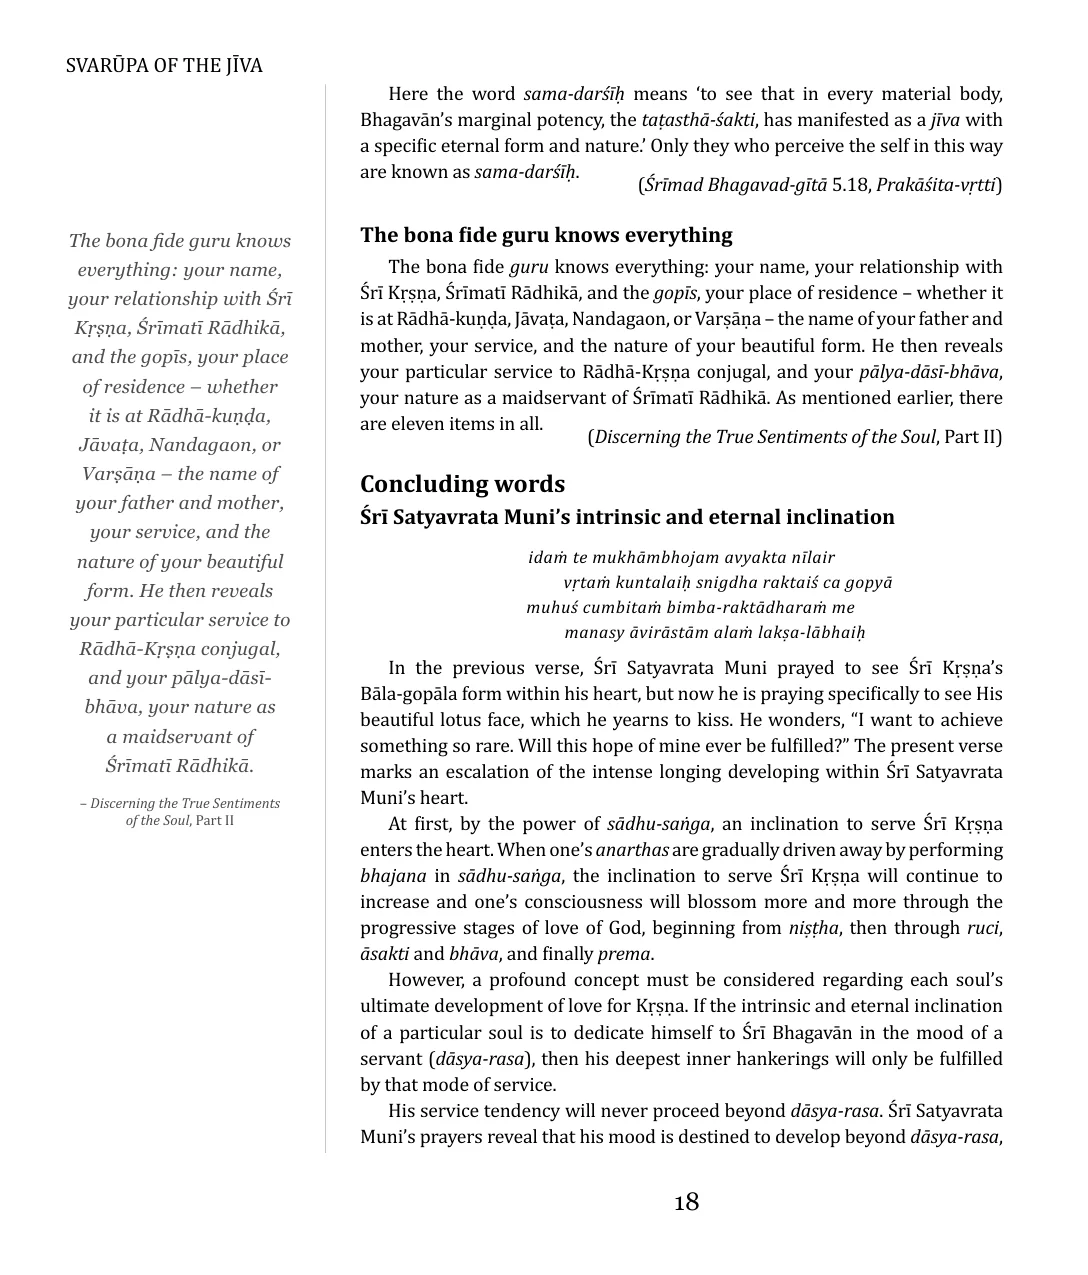 SVARŪPA OF THE JĪVA
The bona fide guru knows
everything: your name,
your relationship with Śrī
Kṛṣṇa, Śrīmatī Rādhikā,
and the gopīs, your place
of residence – whether
it is at Rādhā-kuṇḍa,
Jāvaṭa, Nandagaon, or
Varṣāṇa – the name of
your father and mother,
your service, and the
nature of your beautiful
form. He then reveals
your particular service to
Rādhā-Kṛṣṇa conjugal,
and your pālya-dāsī-
bhāva, your nature as
a maidservant of
Śrīmatī Rādhikā.
– Discerning the True Sentiments
of the Soul, Part II
Here the word sama-darśīḥ means ‘to see that in every material body,
Bhagavān’s marginal potency, the taṭasthā-śakti, has manifested as a jīva with
a specific eternal form and nature.’ Only they who perceive the self in this way
are known as sama-darśīḥ.
(Śrīmad Bhagavad-gītā 5.18, Prakāśita-vṛtti)
The bona fide guru knows everything
The bona fide guru knows everything: your name, your relationship with
Śrī Kṛṣṇa, Śrīmatī Rādhikā, and the gopīs, your place of residence – whether it
is at Rādhā-kuṇḍa, Jāvaṭa, Nandagaon, or Varṣāṇa – the name of your father and
mother, your service, and the nature of your beautiful form. He then reveals
your particular service to Rādhā-Kṛṣṇa conjugal, and your pālya-dāsī-bhāva,
your nature as a maidservant of Śrīmatī Rādhikā. As mentioned earlier, there
are eleven items in all.
(Discerning the True Sentiments of the Soul, Part II)
Concluding words
Śrī Satyavrata Muni’s intrinsic and eternal inclination
idaṁ te mukhāmbhojam avyakta nīlair
vṛtaṁ kuntalaiḥ snigdha raktaiś ca gopyā
muhuś cumbitaṁ bimba-raktādharaṁ me
manasy āvirāstām alaṁ lakṣa-lābhaiḥ
In the previous verse, Śrī Satyavrata Muni prayed to see Śrī Kṛṣṇa’s
Bāla-gopāla form within his heart, but now he is praying specifically to see His
beautiful lotus face, which he yearns to kiss. He wonders, “I want to achieve
something so rare. Will this hope of mine ever be fulfilled?” The present verse
marks an escalation of the intense longing developing within Śrī Satyavrata
Muni’s heart.
At first, by the power of sādhu-saṅga, an inclination to serve Śrī Kṛṣṇa
enters the heart. When one’s anarthas are gradually driven away by performing
bhajana in sādhu-saṅga, the inclination to serve Śrī Kṛṣṇa will continue to
increase and one’s consciousness will blossom more and more through the
progressive stages of love of God, beginning from niṣṭha, then through ruci,
āsakti and bhāva, and finally prema.
However, a profound concept must be considered regarding each soul’s
ultimate development of love for Kṛṣṇa. If the intrinsic and eternal inclination
of a particular soul is to dedicate himself to Śrī Bhagavān in the mood of a
servant (dāsya-rasa), then his deepest inner hankerings will only be fulfilled
by that mode of service.
His service tendency will never proceed beyond dāsya-rasa. Śrī Satyavrata
Muni’s prayers reveal that his mood is destined to develop beyond dāsya-rasa,
18